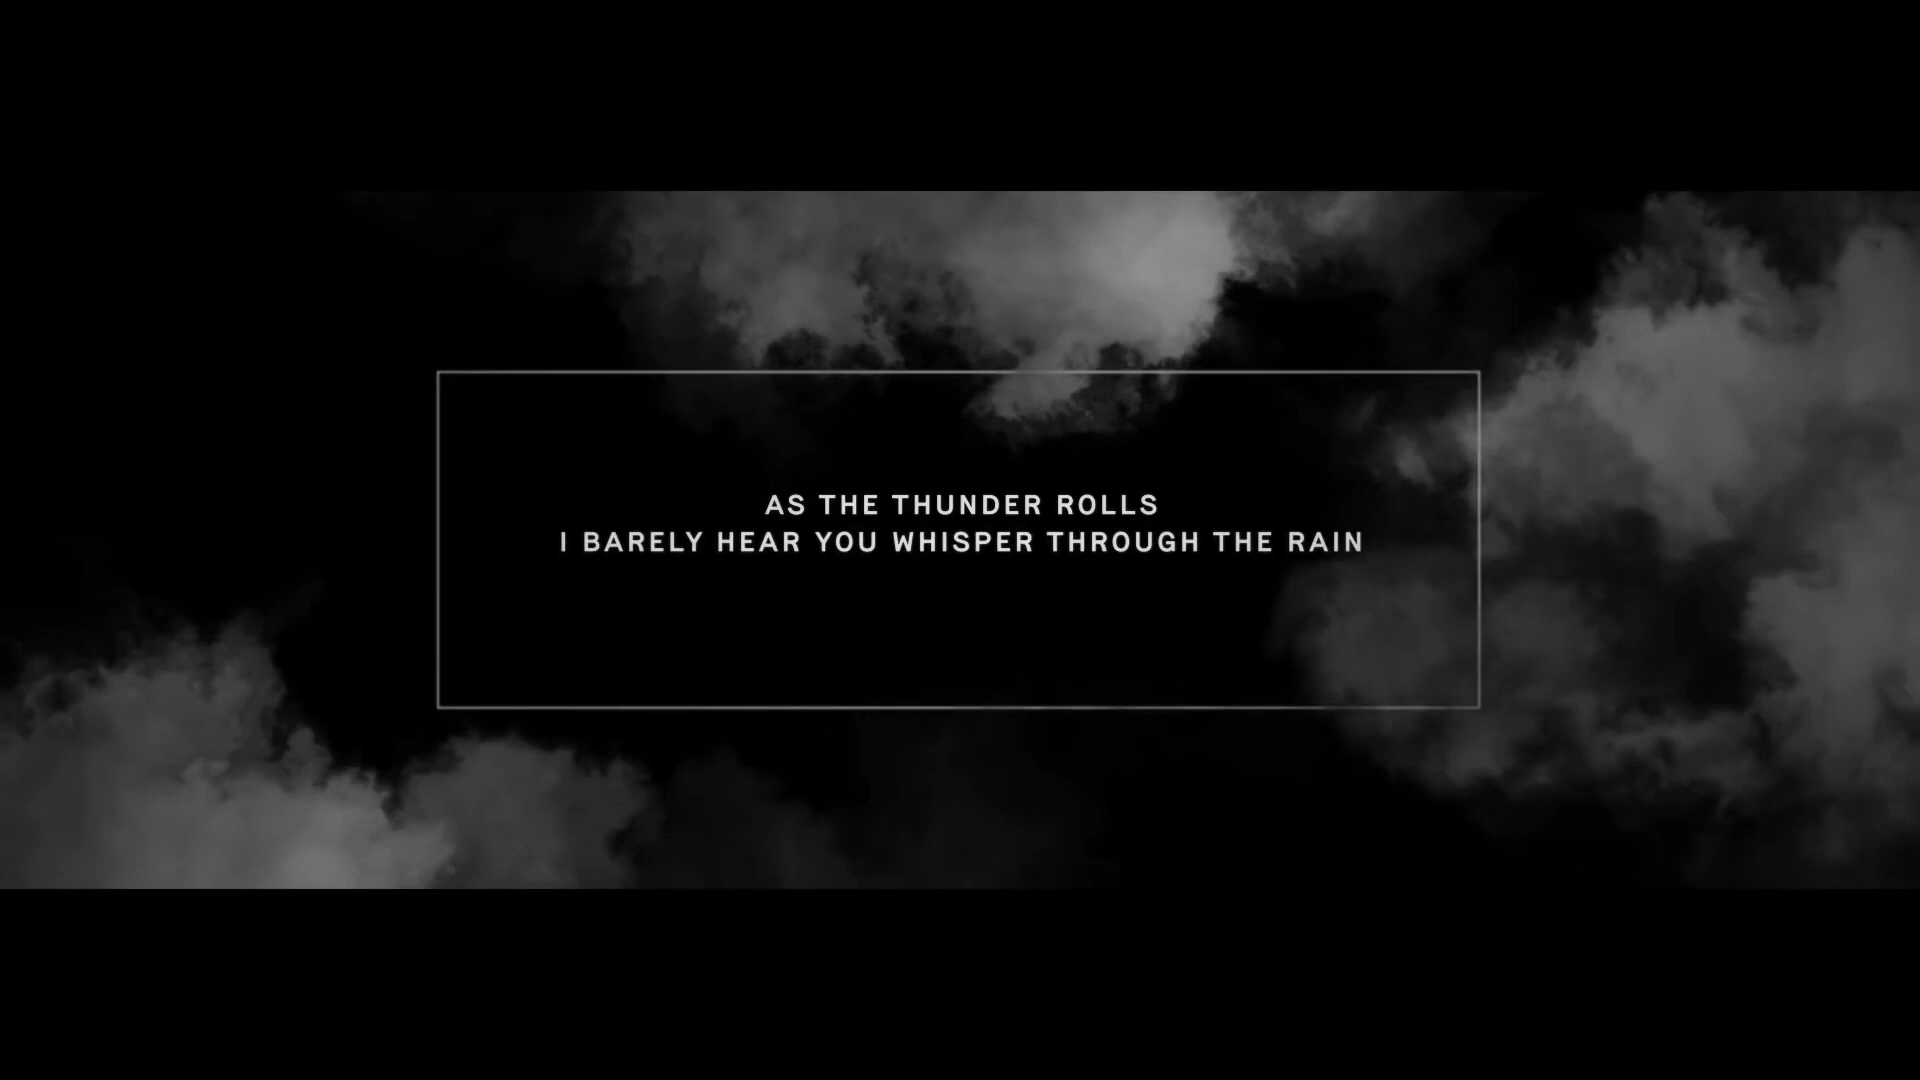 AS THE THUNDER ROLLS
I BARELY HEAR YOU WHISPER THROUGH THE RAIN